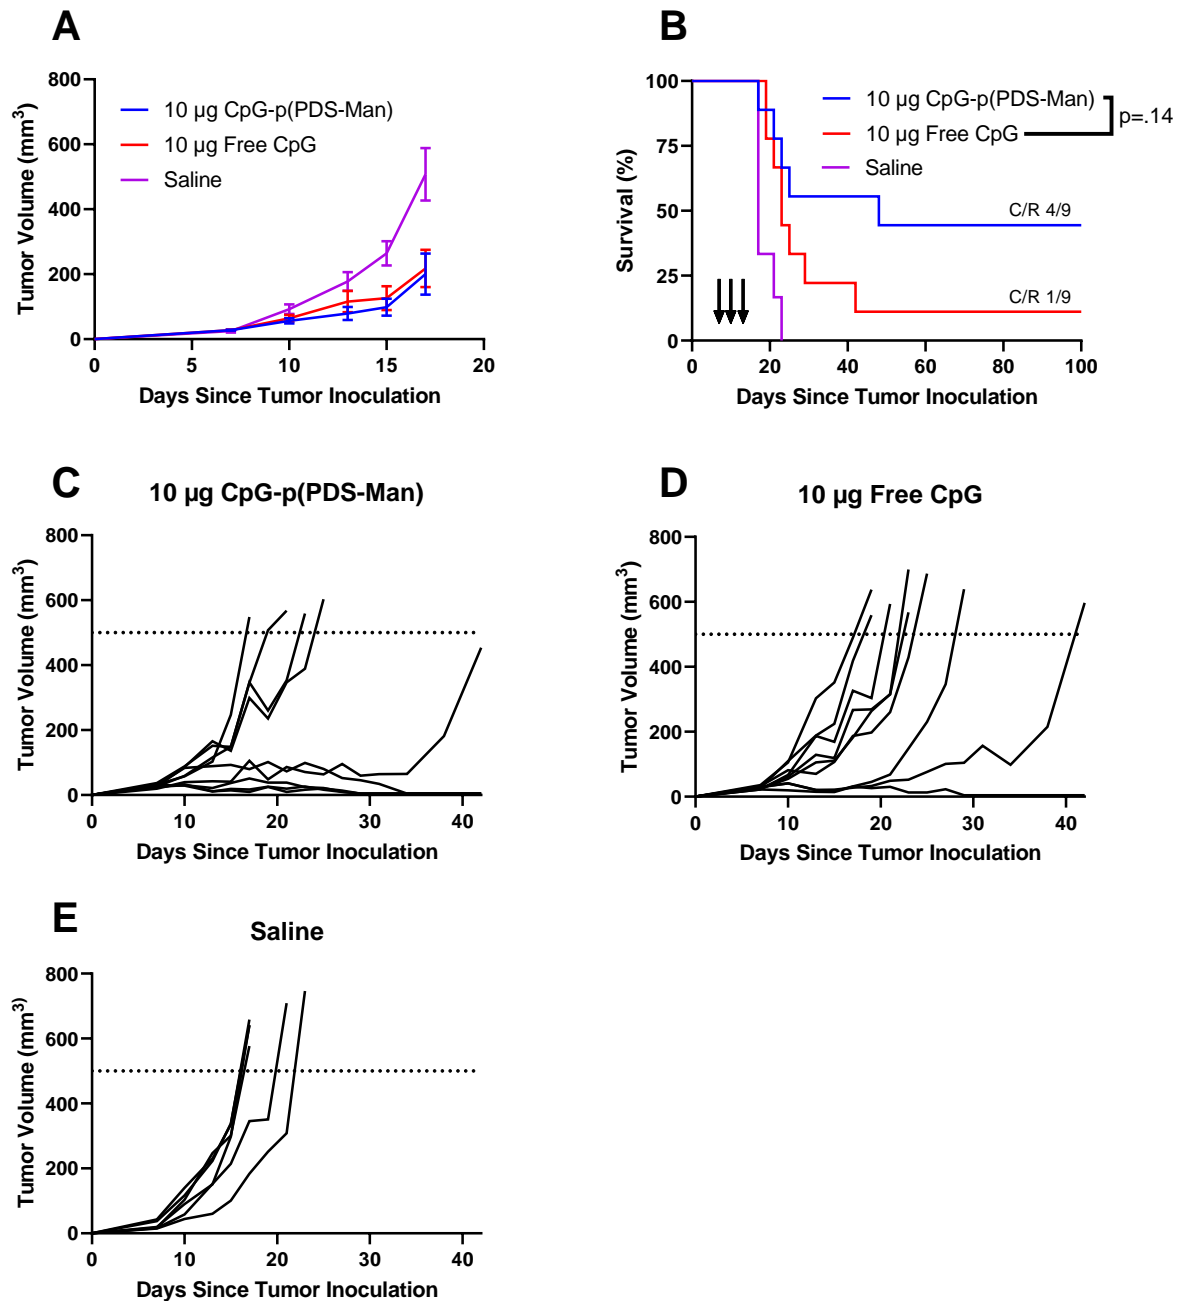 A
Tumor Volume (mm³)
800
600
400
200
0
0 5 10 15 20
Days Since Tumor Inoculation
10 µg CpG-p(PDS-Man)
10 µg Free CpG
Saline
B
Survival (%)
100
75
50
25
0
0 20 40 60 80 100
Days Since Tumor Inoculation
10 µg CpG-p(PDS-Man)
10 µg Free CpG
Saline
p=.14
C/R 4/9
C/R 1/9
C
10 µg CpG-p(PDS-Man)
Tumor Volume (mm³)
800
600
400
200
0
0 10 20 30 40
Days Since Tumor Inoculation
D
10 µg Free CpG
Tumor Volume (mm³)
800
600
400
200
0
0 10 20 30 40
Days Since Tumor Inoculation
E
Saline
Tumor Volume (mm³)
800
600
400
200
0
0 10 20 30 40
Days Since Tumor Inoculation